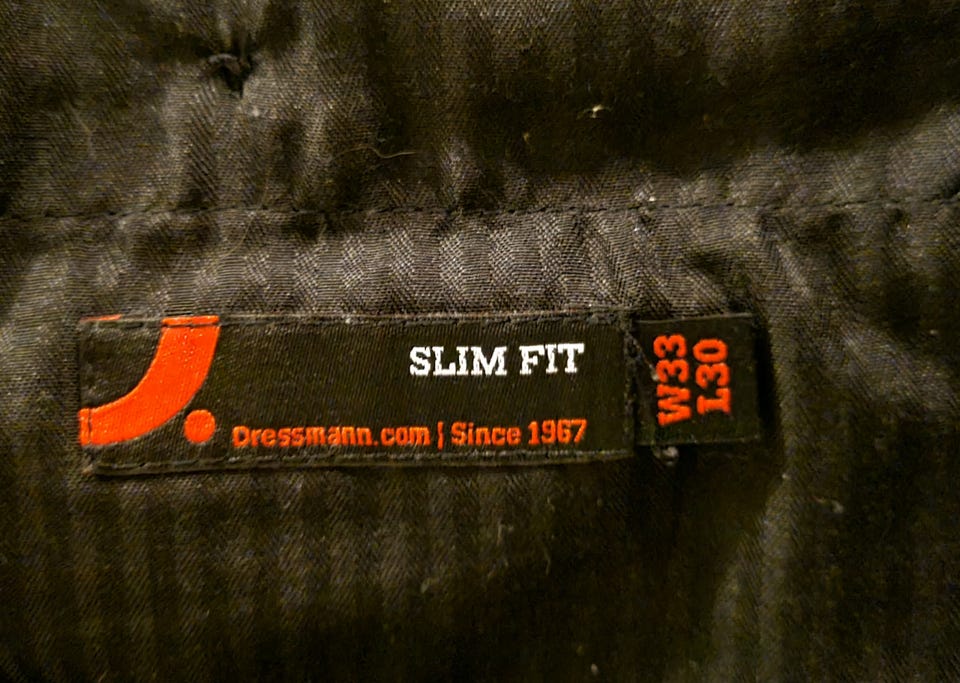 SLIM FIT
Dressmann.com | Since 1967
W33
L30